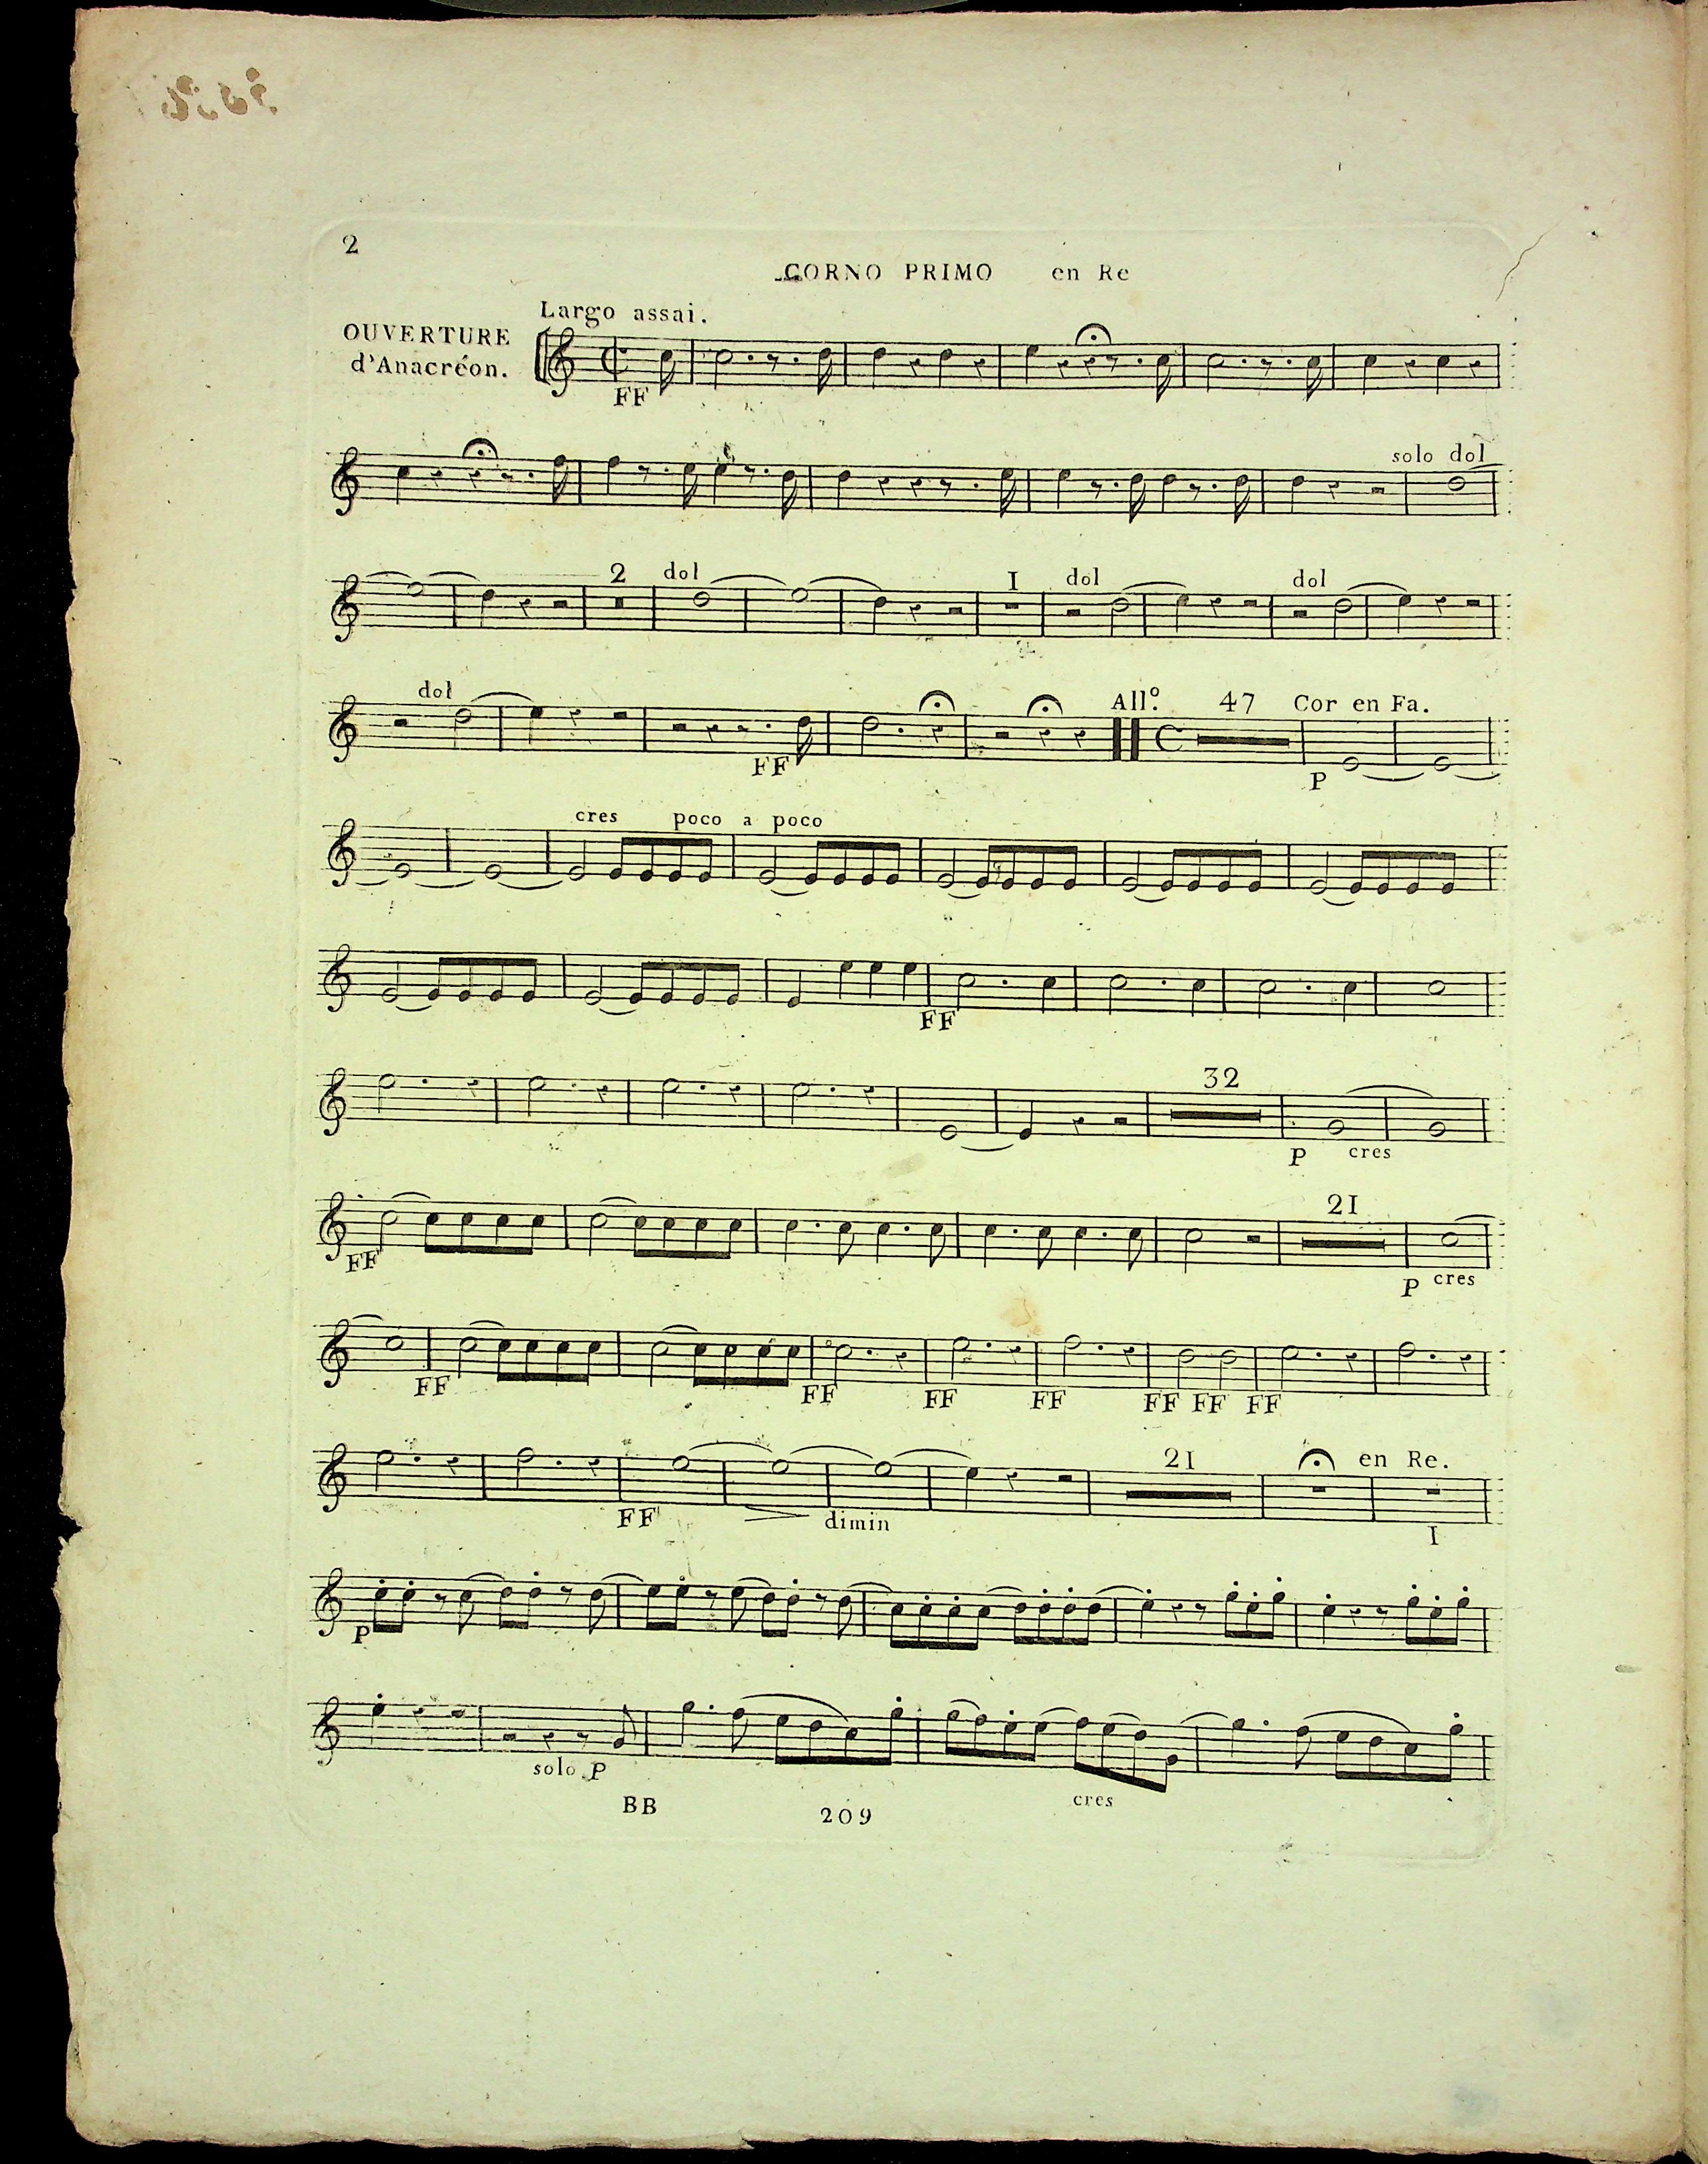 2
CORNO PRIMO en Re
Largo assai.
OUVERTURE
d'Anacréon.
FF
solo dol
2 dol I dol dol
dol All.º 47 Cor en Fa.
FF P
cres poco a poco
FF
32
P cres
FF
21
P cres
FF FF FF FF FF FF FF
21 en Re.
FF dimin I
P
solo P
cres
BB 209